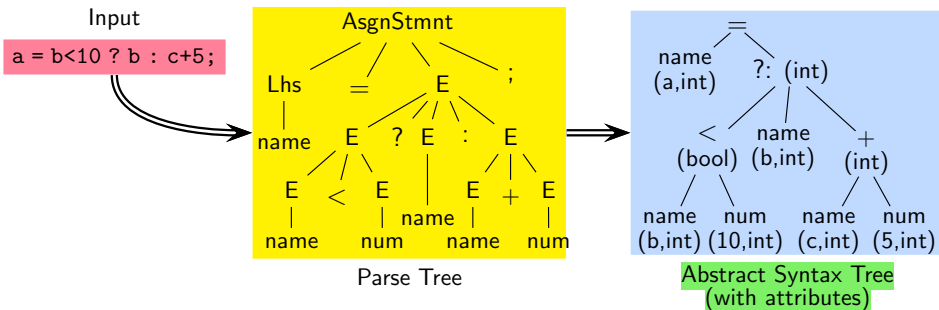 Input
a = b<10 ? b : c+5;
AsgnStmnt
Lhs = E ;
name E ? E : E
E < E name E + E
name num name num
Parse Tree
=
name ?: (int)
(a,int)
< name +
(bool) (b,int) (int)
name num name num
(b,int) (10,int) (c,int) (5,int)
Abstract Syntax Tree
(with attributes)